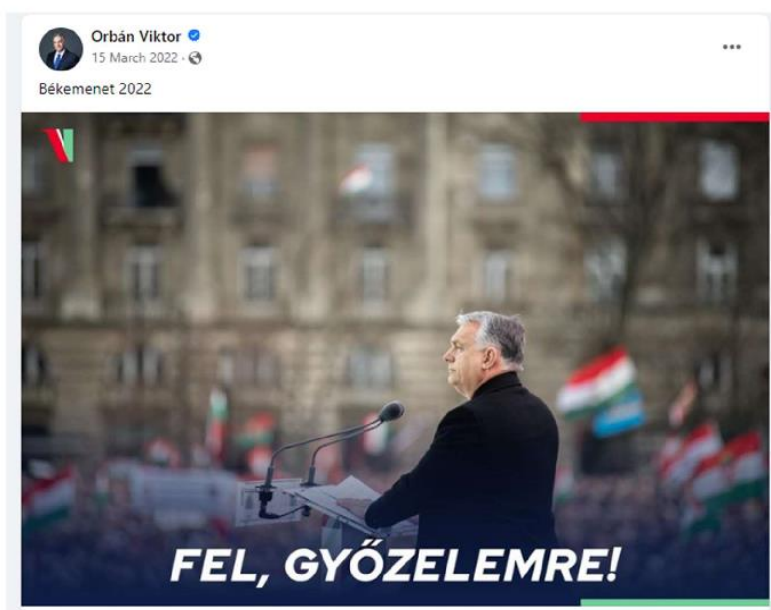 Orbán Viktor
15 March 2022 ·
Békemenet 2022
FEL, GYŐZELEMRE!